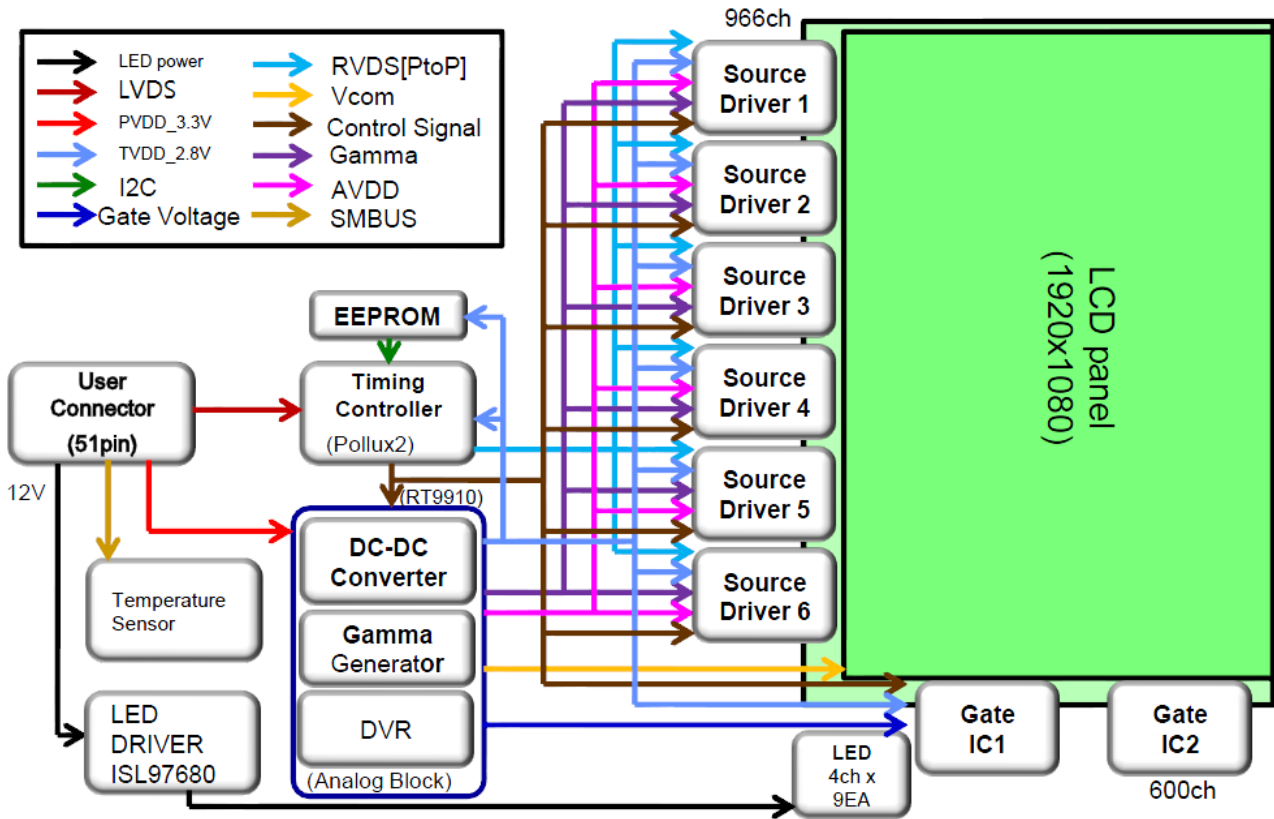 966ch
LED power
LVDS
PVDD_3.3V
TVDD_2.8V
I2C
Gate Voltage
RVDS[PtoP]
Vcom
Control Signal
Gamma
AVDD
SMBUS
Source
Driver 1
Source
Driver 2
Source
Driver 3
Source
Driver 4
Source
Driver 5
Source
Driver 6
LCD panel
(1920x1080)
EEPROM
User
Connector
(51pin)
Timing
Controller
(Pollux2)
12V
(RT9910)
DC-DC
Converter
Temperature
Sensor
Gamma
Generator
LED
DRIVER
ISL97680
DVR
(Analog Block)
LED
4ch x
9EA
Gate
IC1
Gate
IC2
600ch